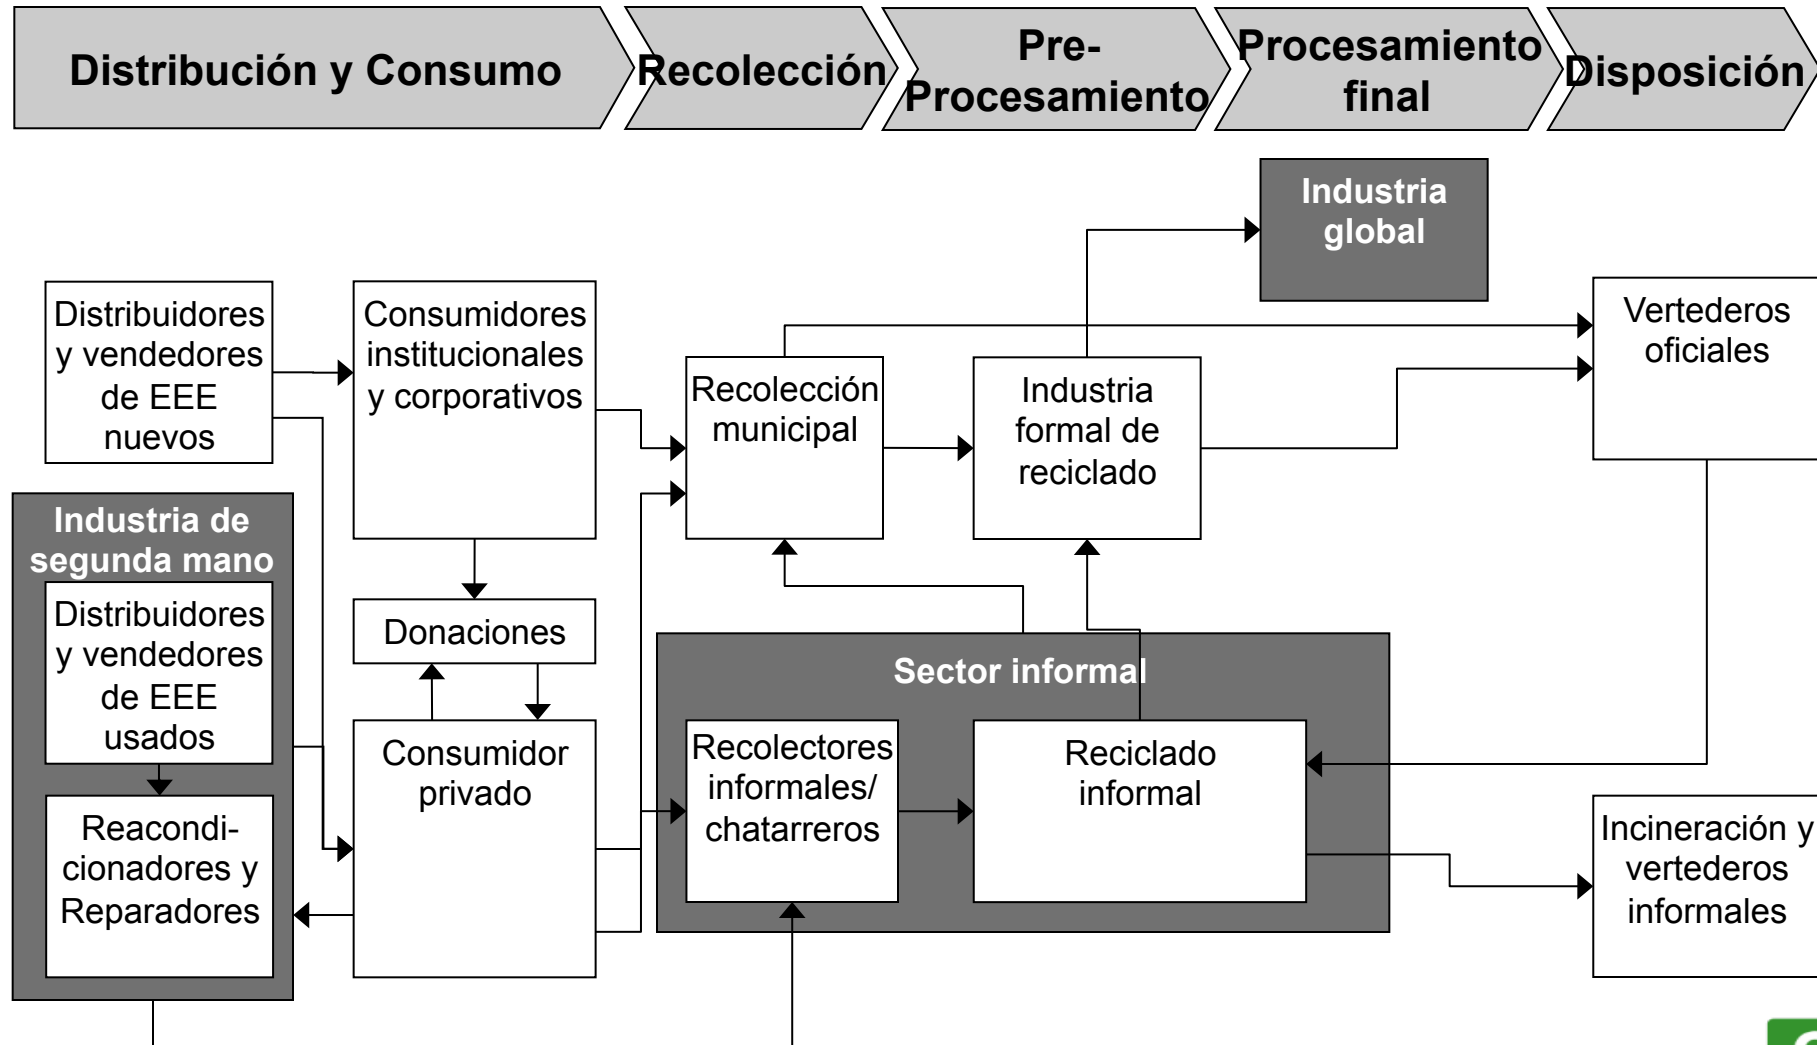 Distribución y Consumo
Recolección
Pre-
Procesamiento
Procesamiento
final
Disposición
Industria
global
Distribuidores
y vendedores
de EEE
nuevos
Consumidores
institucionales
y corporativos
Recolección
municipal
Industria
formal de
reciclado
Vertederos
oficiales
Industria de
segunda mano
Distribuidores
y vendedores
de EEE
usados
Reacondi-
cionadores y
Reparadores
Donaciones
Consumidor
privado
Sector informal
Recolectores
informales/
chatarreros
Reciclado
informal
Incineración y
vertederos
informales